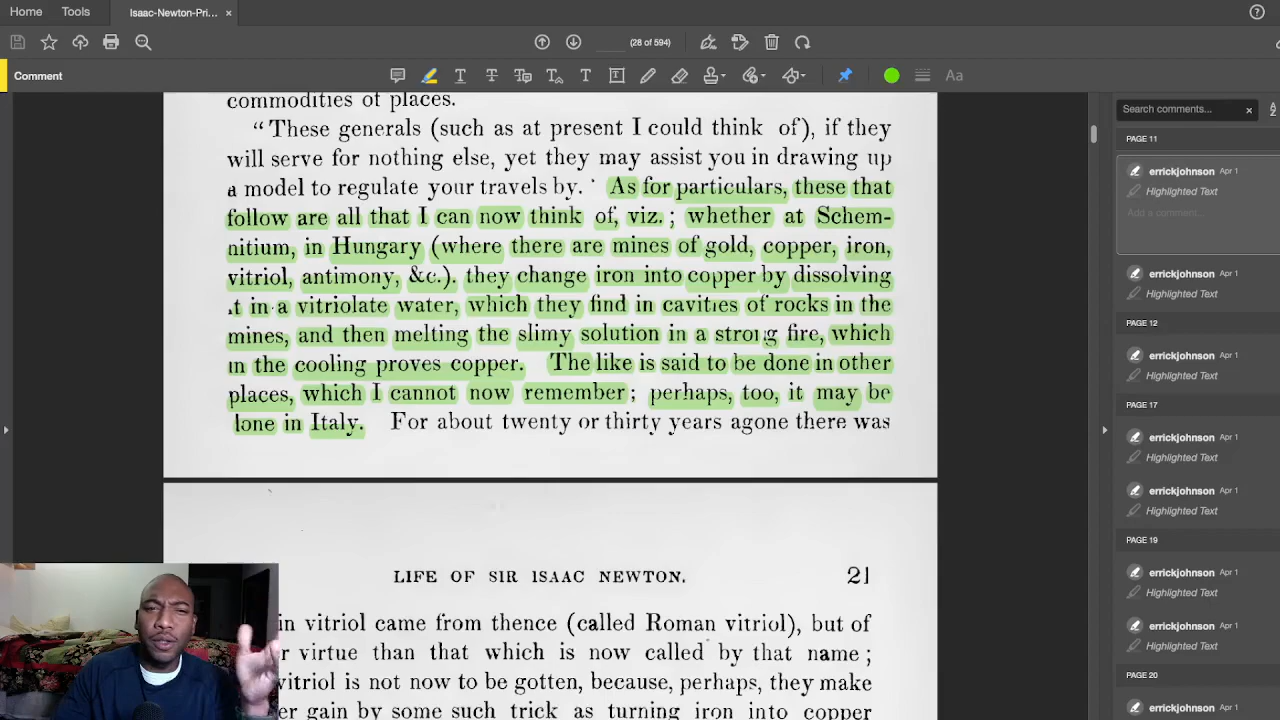 Home Tools Isaac-Newton-Pri... ×
(28 of 594)
Comment
Aa
commodities of places.
“These generals (such as at present I could think of), if they
will serve for nothing else, yet they may assist you in drawing up
a model to regulate your travels by. As for particulars, these that
follow are all that I can now think of, viz.; whether at Schem-
nitium, in Hungary (where there are mines of gold, copper, iron,
vitriol, antimony, &c.). they change iron into copper by dissolving
it in a vitriolate water, which they find in cavities of rocks in the
mines, and then melting the slimy solution in a strong fire, which
in the cooling proves copper. The like is said to be done in other
places, which I cannot now remember; perhaps, too, it may be
lone in Italy. For about twenty or thirty years agone there was
LIFE OF SIR ISAAC NEWTON. 21
in vitriol came from thence (called Roman vitriol), but of
r virtue than that which is now called by that name;
vitriol is not now to be gotten, because, perhaps, they make
er gain by some such trick as turning iron into copper
Search comments... ×
PAGE 11
errickjohnson Apr 1
Highlighted Text
Add a comment...
errickjohnson Apr 1
Highlighted Text
PAGE 12
errickjohnson Apr 1
Highlighted Text
PAGE 17
errickjohnson Apr 1
Highlighted Text
errickjohnson Apr 1
Highlighted Text
PAGE 19
errickjohnson Apr 1
Highlighted Text
errickjohnson Apr 1
Highlighted Text
PAGE 20
errickjohnson Apr 1
Highlighted Text